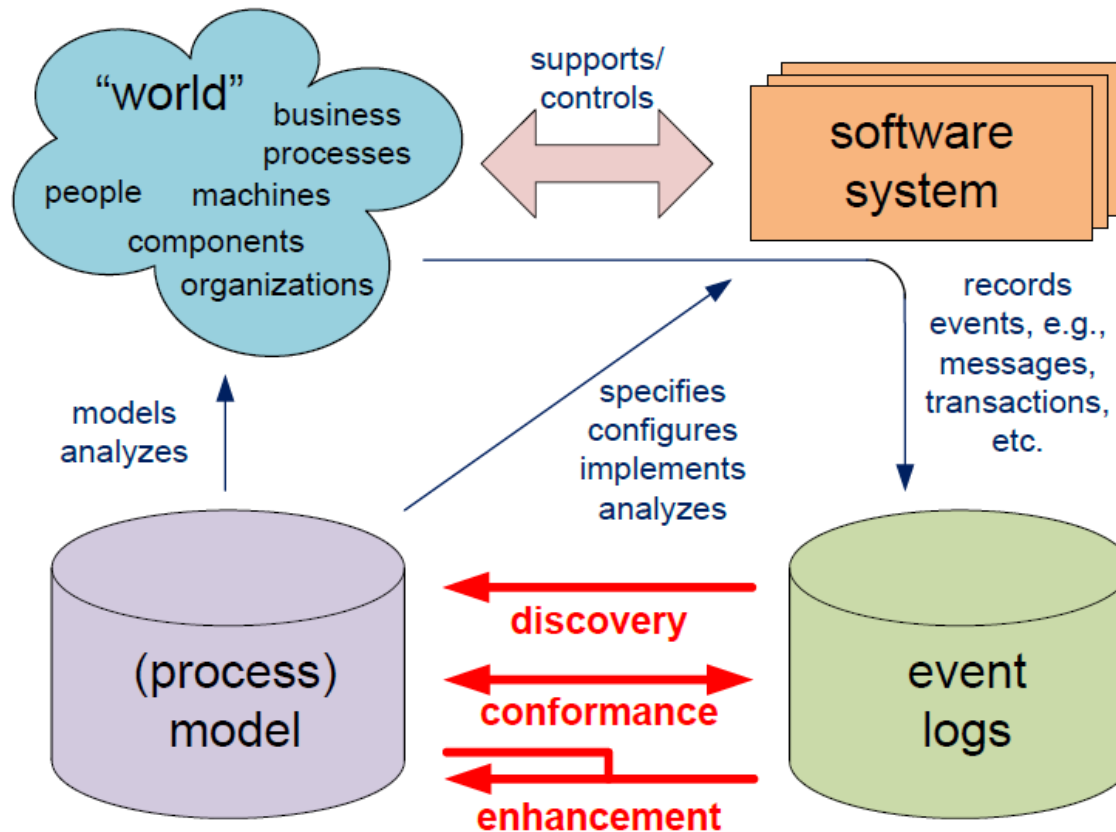 “world”
business
processes
people
machines
components
organizations
supports/
controls
software
system
records
events, e.g.,
messages,
transactions,
etc.
models
analyzes
specifies
configures
implements
analyzes
(process)
model
discovery
conformance
enhancement
event
logs